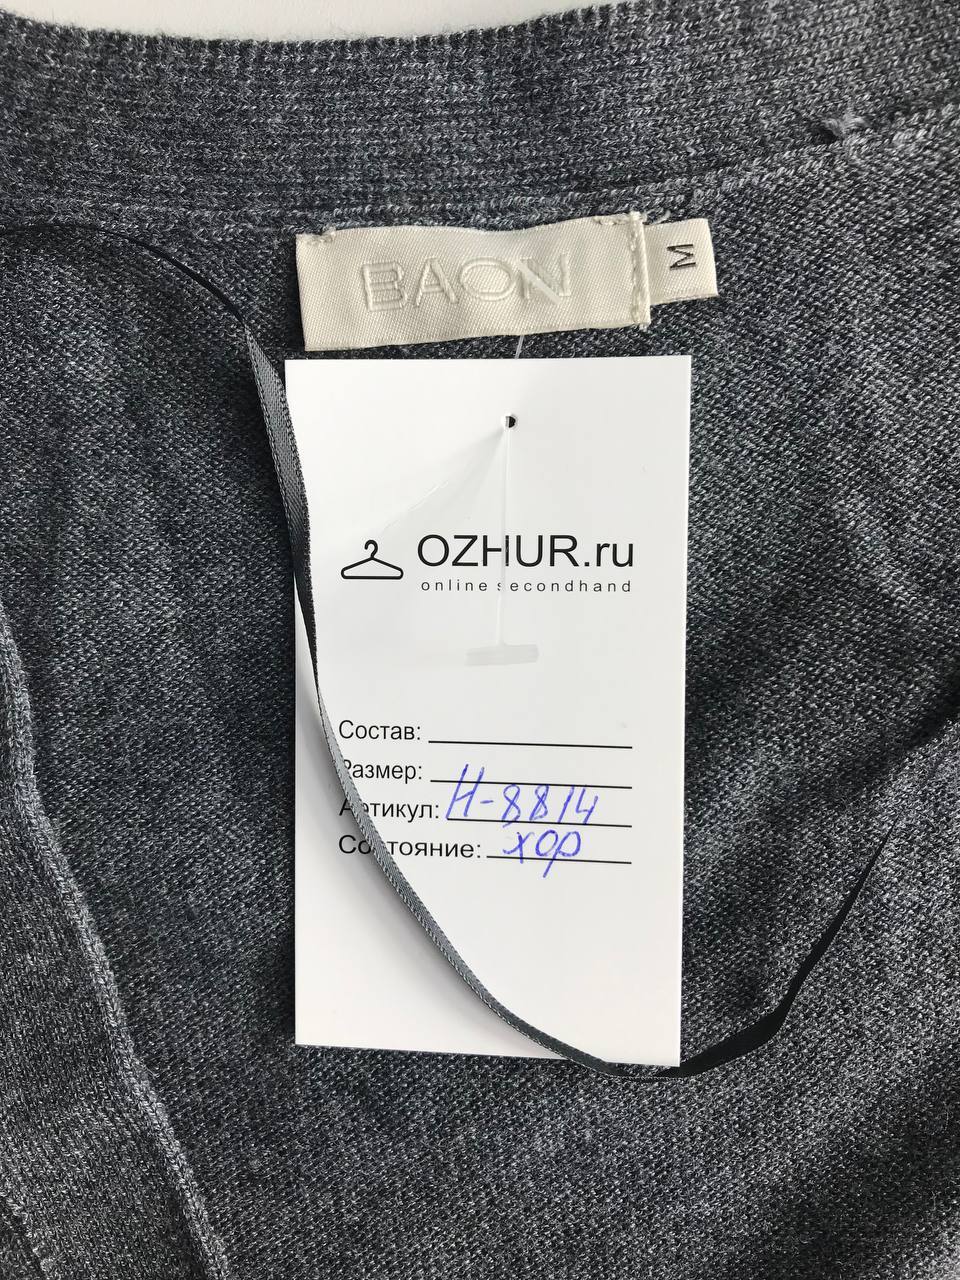 BAON
M
OZHUR.ru
online secondhand
Состав:
Размер:
Артикул: Н-8814
Состояние: хор